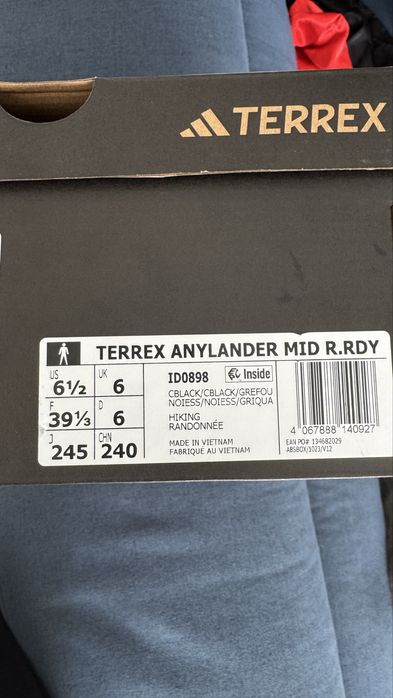 TERREX
TERREX ANYLANDER MID R.RDY
US 6½ UK 6
F 39⅓ D 6
J 245 CHN 240
ID0898 Inside
CBLACK/CBLACK/GREFOU
NOIESS/NOIESS/GRIQUA
HIKING
RANDONNÉE
MADE IN VIETNAM
FABRIQUE AU VIETNAM
4 067888 140927
EAN PO# 134682029
ABSBOX/1023/V12